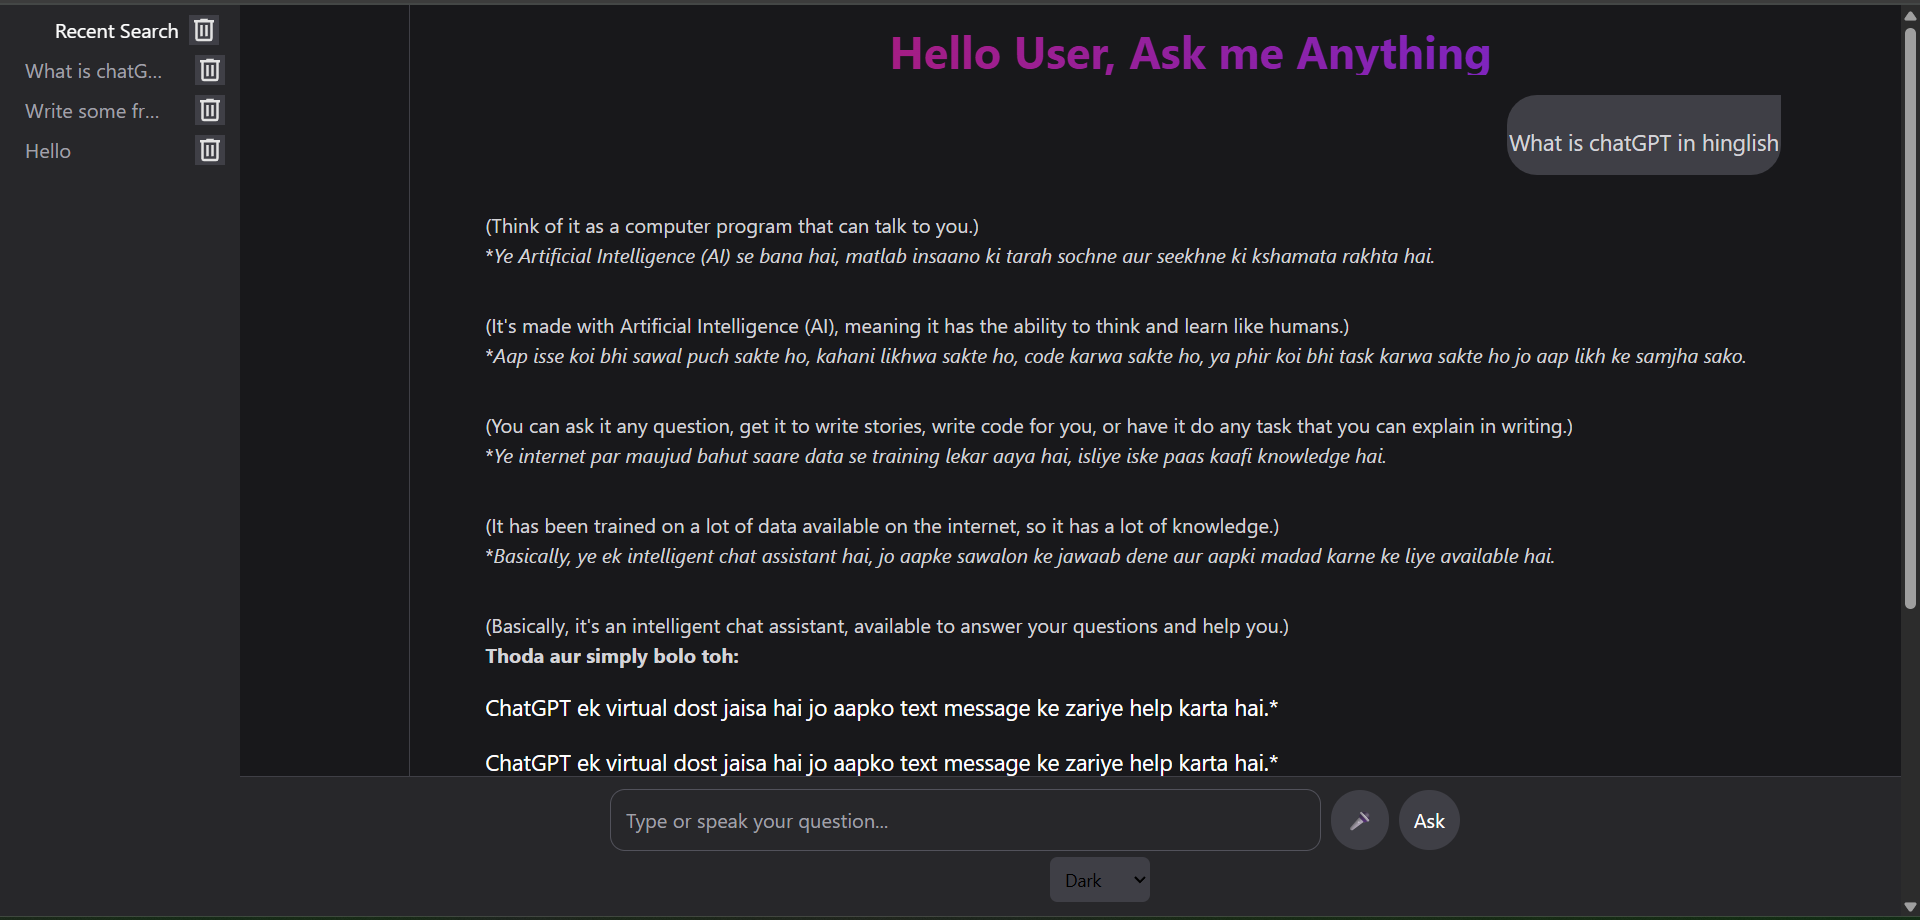 Recent Search
What is chatG...
Write some fr...
Hello
Hello User, Ask me Anything
What is chatGPT in hinglish
(Think of it as a computer program that can talk to you.)
*Ye Artificial Intelligence (AI) se bana hai, matlab insaano ki tarah sochne aur seekhne ki kshamata rakhta hai.
(It's made with Artificial Intelligence (AI), meaning it has the ability to think and learn like humans.)
*Aap isse koi bhi sawal puch sakte ho, kahani likhwa sakte ho, code karwa sakte ho, ya phir koi bhi task karwa sakte ho jo aap likh ke samjha sako.
(You can ask it any question, get it to write stories, write code for you, or have it do any task that you can explain in writing.)
*Ye internet par maujud bahut saare data se training lekar aaya hai, isliye iske paas kaafi knowledge hai.
(It has been trained on a lot of data available on the internet, so it has a lot of knowledge.)
*Basically, ye ek intelligent chat assistant hai, jo aapke sawalon ke jawaab dene aur aapki madad karne ke liye available hai.
(Basically, it's an intelligent chat assistant, available to answer your questions and help you.)
Thoda aur simply bolo toh:
ChatGPT ek virtual dost jaisa hai jo aapko text message ke zariye help karta hai.*
ChatGPT ek virtual dost jaisa hai jo aapko text message ke zariye help karta hai.*
Type or speak your question...
Ask
Dark